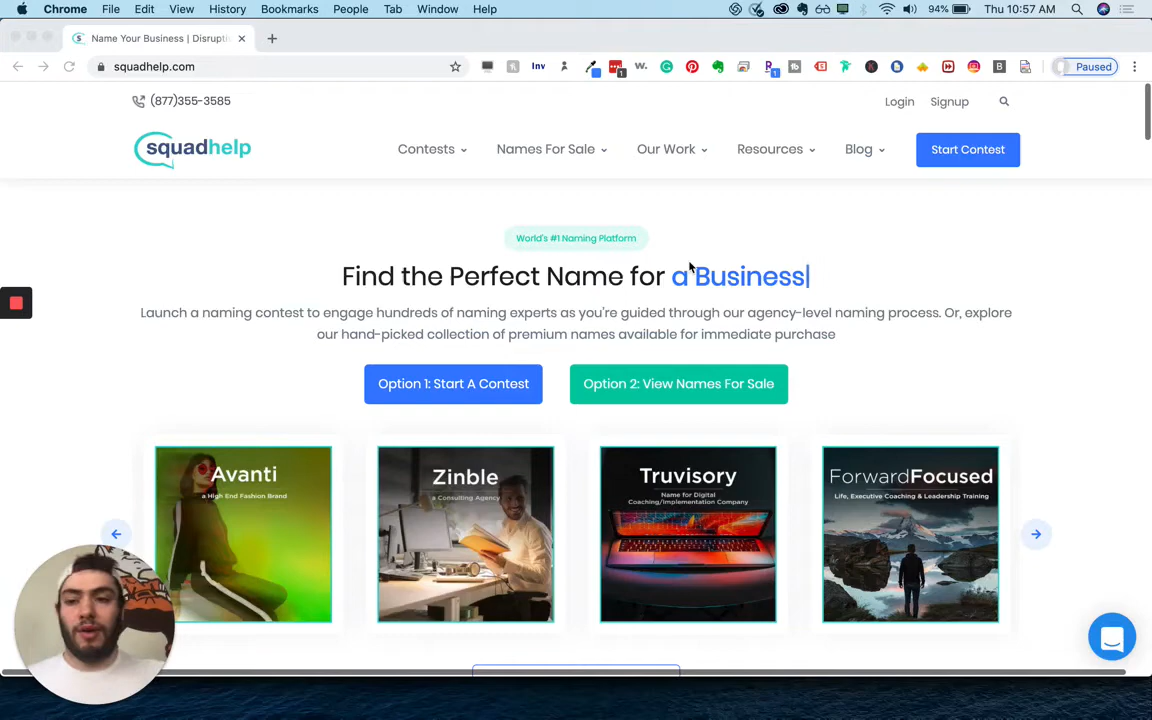 Chrome File Edit View History Bookmarks People Tab Window Help 94% Thu 10:57 AM
Name Your Business | Disrupti
squadhelp.com Paused
(877)355-3585 Login Signup
squadhelp Contests Names For Sale Our Work Resources Blog Start Contest
World's #1 Naming Platform
Find the Perfect Name for a Business
Launch a naming contest to engage hundreds of naming experts as you're guided through our agency-level naming process. Or, explore
our hand-picked collection of premium names available for immediate purchase
Option 1: Start A Contest Option 2: View Names For Sale
Avanti
a High End Fashion Brand
Zinble
a Consulting Agency
Truvisory
Name for Digital
Coaching/Implementation Company
ForwardFocused
Life, Executive Coaching & Leadership Training